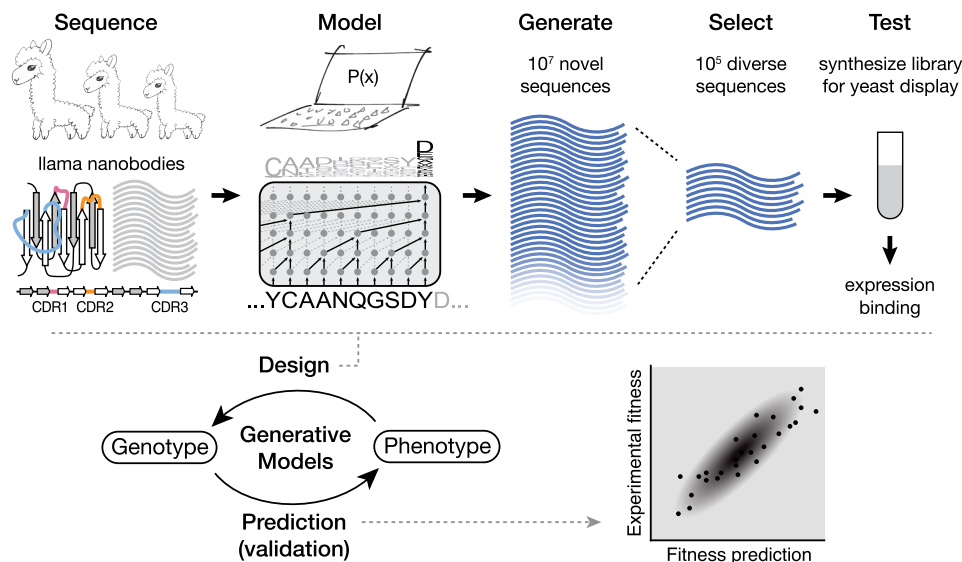 Sequence
Model
Generate
Select
Test
P(x)
10⁷ novel
sequences
10⁵ diverse
sequences
synthesize library
for yeast display
llama nanobodies
CDR1
CDR2
CDR3
...YCAANQGSDYD...
expression
binding
Design
Genotype
Generative
Models
Phenotype
Prediction
(validation)
Experimental fitness
Fitness prediction